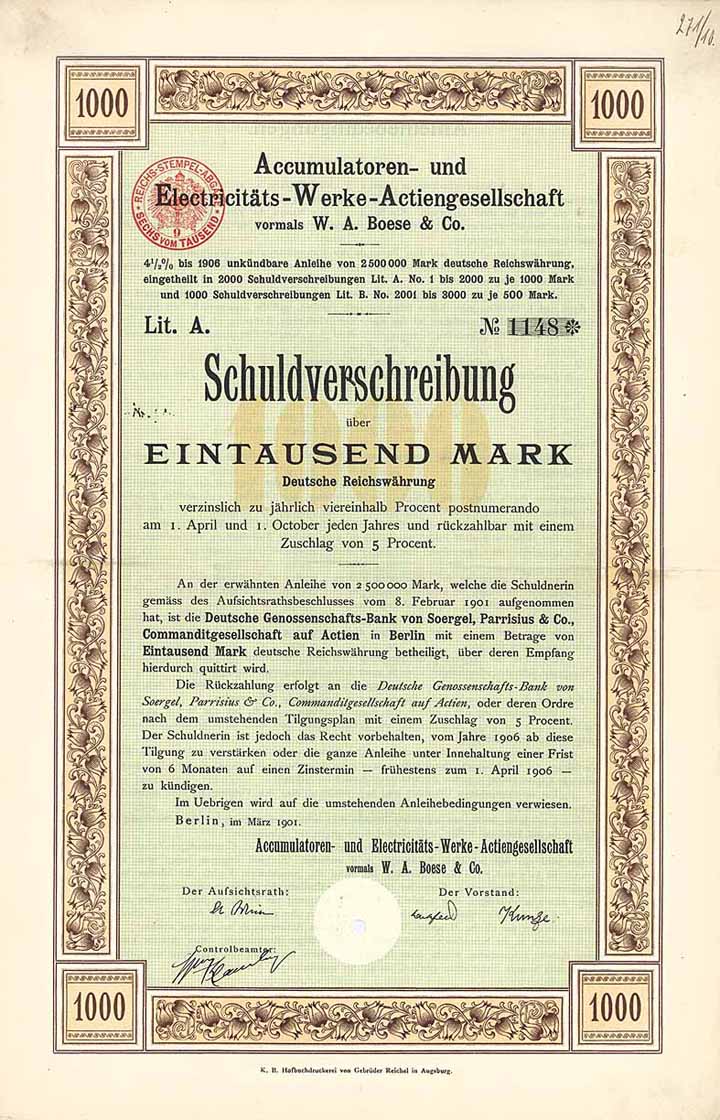 271/10.
1000
1000
Accumulatoren- und
Electricitäts-Werke-Actiengesellschaft
vormals W. A. Boese & Co.
REICHS-STEMPEL-ABGABE
9
SECHS VOM TAUSEND
4½% bis 1906 unkündbare Anleihe von 2500000 Mark deutsche Reichswährung,
eingetheilt in 2000 Schuldverschreibungen Lit. A. No. 1 bis 2000 zu je 1000 Mark
und 1000 Schuldverschreibungen Lit. B. No. 2001 bis 3000 zu je 500 Mark.
Lit. A. № 1148
Schuldverschreibung
1000
über
EINTAUSEND MARK
Deutsche Reichswährung
verzinslich zu jährlich viereinhalb Procent postnumerando
am 1. April und 1. October jeden Jahres und rückzahlbar mit einem
Zuschlag von 5 Procent.
An der erwähnten Anleihe von 2 500 000 Mark, welche die Schuldnerin
gemäss des Aufsichtsrathsbeschlusses vom 8. Februar 1901 aufgenommen
hat, ist die Deutsche Genossenschafts-Bank von Soergel, Parrisius & Co.,
Commanditgesellschaft auf Actien in Berlin mit einem Betrage von
Eintausend Mark deutsche Reichswährung betheiligt, über deren Empfang
hierdurch quittirt wird.
Die Rückzahlung erfolgt an die Deutsche Genossenschafts-Bank von
Soergel, Parrisius & Co., Commanditgesellschaft auf Actien, oder deren Ordre
nach dem umstehenden Tilgungsplan mit einem Zuschlag von 5 Procent.
Der Schuldnerin ist jedoch das Recht vorbehalten, vom Jahre 1906 ab diese
Tilgung zu verstärken oder die ganze Anleihe unter Innehaltung einer Frist
von 6 Monaten auf einen Zinstermin — frühestens zum 1. April 1906 —
zu kündigen.
Im Uebrigen wird auf die umstehenden Anleihebedingungen verwiesen.
Berlin, im März 1901.
Accumulatoren- und Electricitäts-Werke-Actiengesellschaft
vormals W. A. Boese & Co.
Der Aufsichtsrath: Der Vorstand:
Kunze
Controlbeamter:
1000
1000
K. B. Hofbuchdruckerei von Gebrüder Reichel in Augsburg.